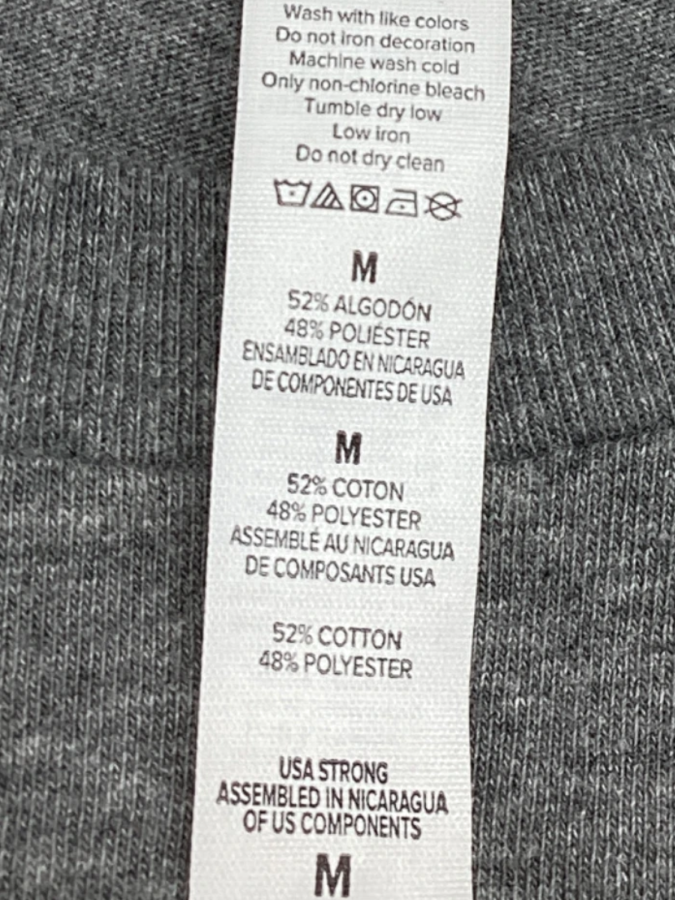 Wash with like colors
Do not iron decoration
Machine wash cold
Only non-chlorine bleach
Tumble dry low
Low iron
Do not dry clean
M
52% ALGODÓN
48% POLIÉSTER
ENSAMBLADO EN NICARAGUA
DE COMPONENTES DE USA
M
52% COTON
48% POLYESTER
ASSEMBLÉ AU NICARAGUA
DE COMPOSANTS USA
52% COTTON
48% POLYESTER
USA STRONG
ASSEMBLED IN NICARAGUA
OF US COMPONENTS
M